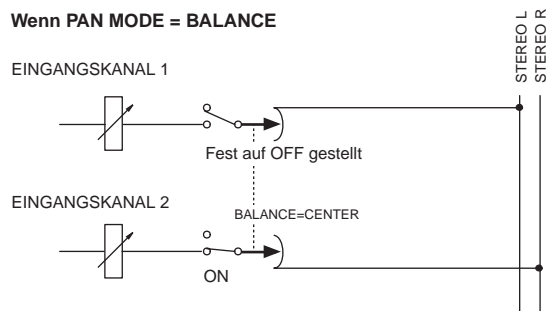 Wenn PAN MODE = BALANCE
STEREO L
STEREO R
EINGANGSKANAL 1
Fest auf OFF gestellt
EINGANGSKANAL 2
BALANCE=CENTER
ON